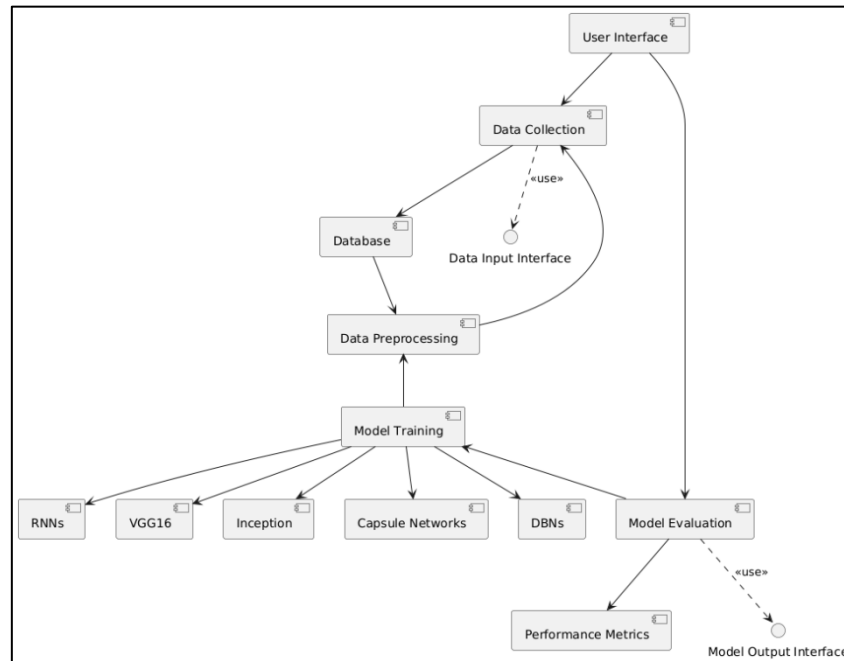 User Interface
Data Collection
«use»
Database
Data Input Interface
Data Preprocessing
Model Training
RNNs
VGG16
Inception
Capsule Networks
DBNs
Model Evaluation
«use»
Performance Metrics
Model Output Interface